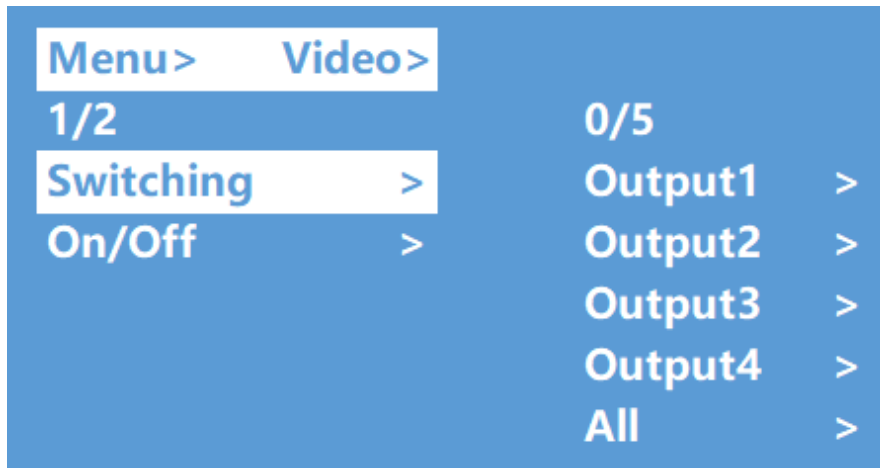 Menu> Video>
1/2 0/5
Switching > Output1 >
On/Off > Output2 >
Output3 >
Output4 >
All >